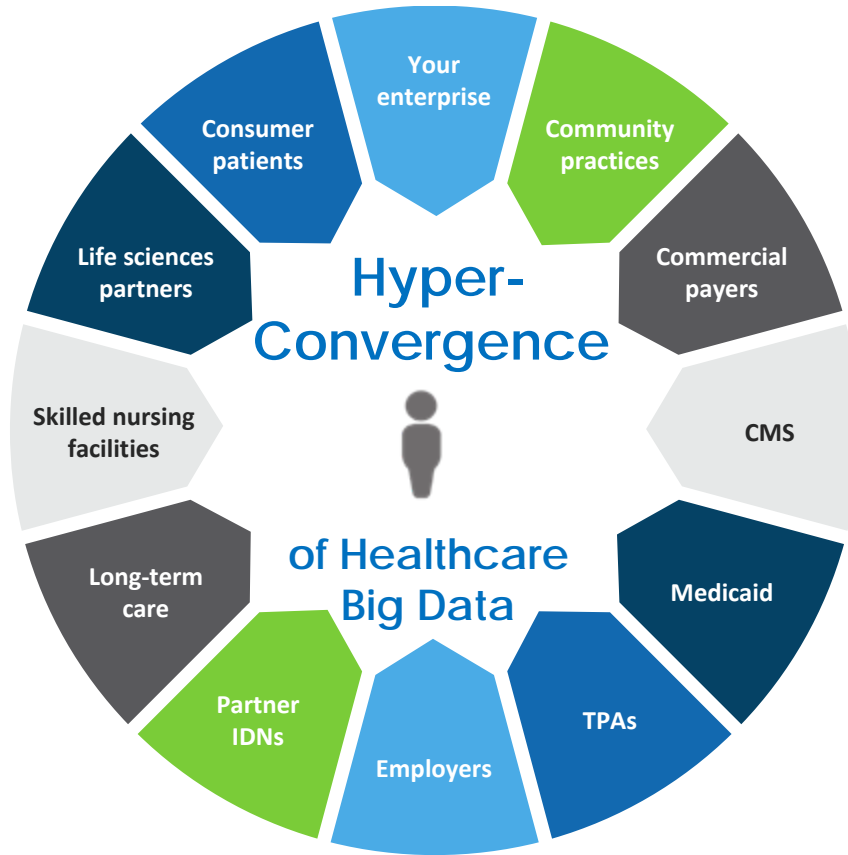 Your
enterprise
Community
practices
Commercial
payers
CMS
Medicaid
TPAs
Employers
Partner
IDNs
Long-term
care
Skilled nursing
facilities
Life sciences
partners
Consumer
patients
Hyper-
Convergence
of Healthcare
Big Data